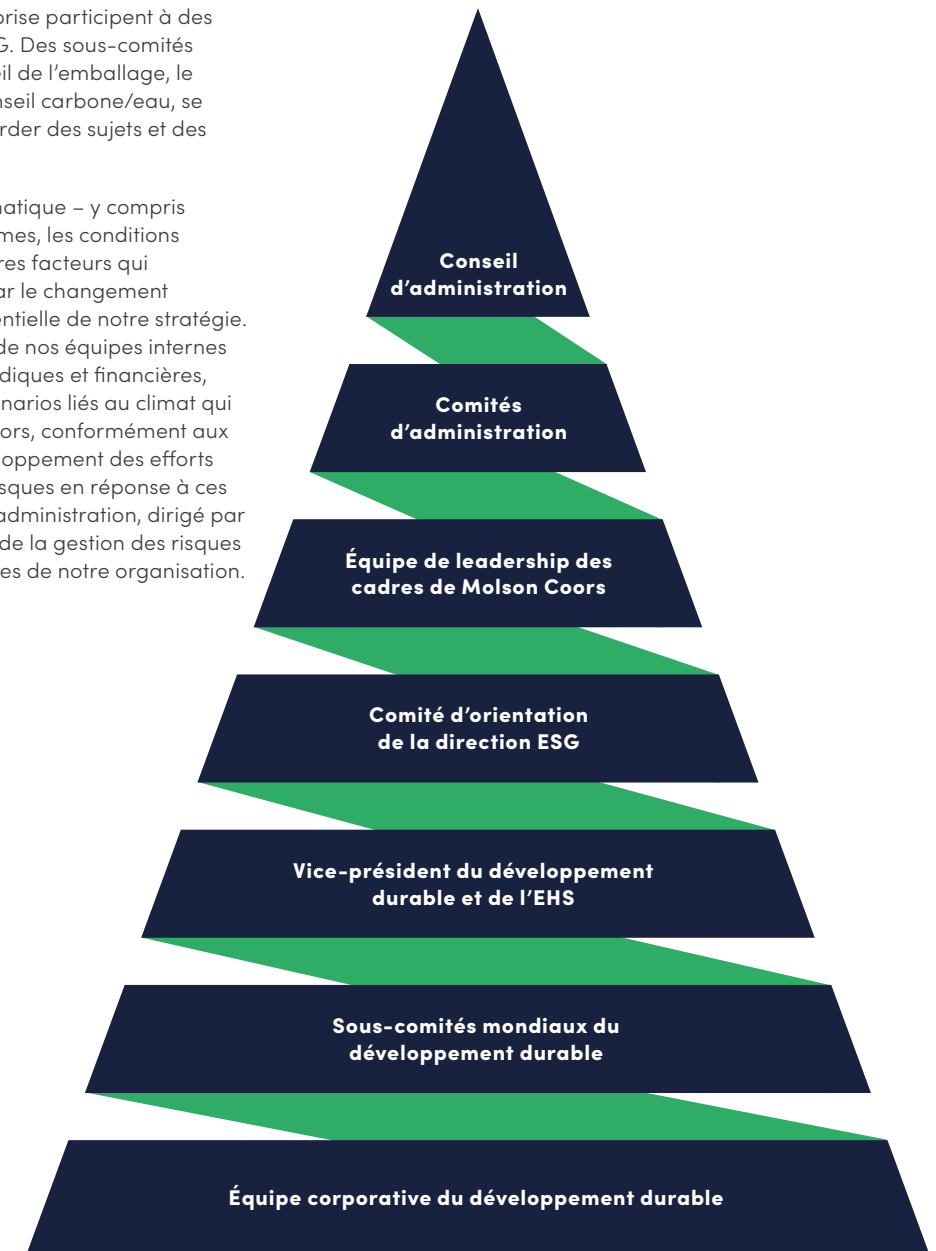 prise participent à des
G. Des sous-comités
eil de l'emballage, le
nseil carbone/eau, se
rder des sujets et des
natique – y compris
mes, les conditions
res facteurs qui
ar le changement
entielle de notre stratégie.
de nos équipes internes
diques et financières,
narios liés au climat qui
ors, conformément aux
loppement des efforts
isques en réponse à ces
administration, dirigé par
de la gestion des risques
es de notre organisation.
Conseil
d'administration
Comités
d'administration
Équipe de leadership des
cadres de Molson Coors
Comité d'orientation
de la direction ESG
Vice-président du développement
durable et de l'EHS
Sous-comités mondiaux du
développement durable
Équipe corporative du développement durable